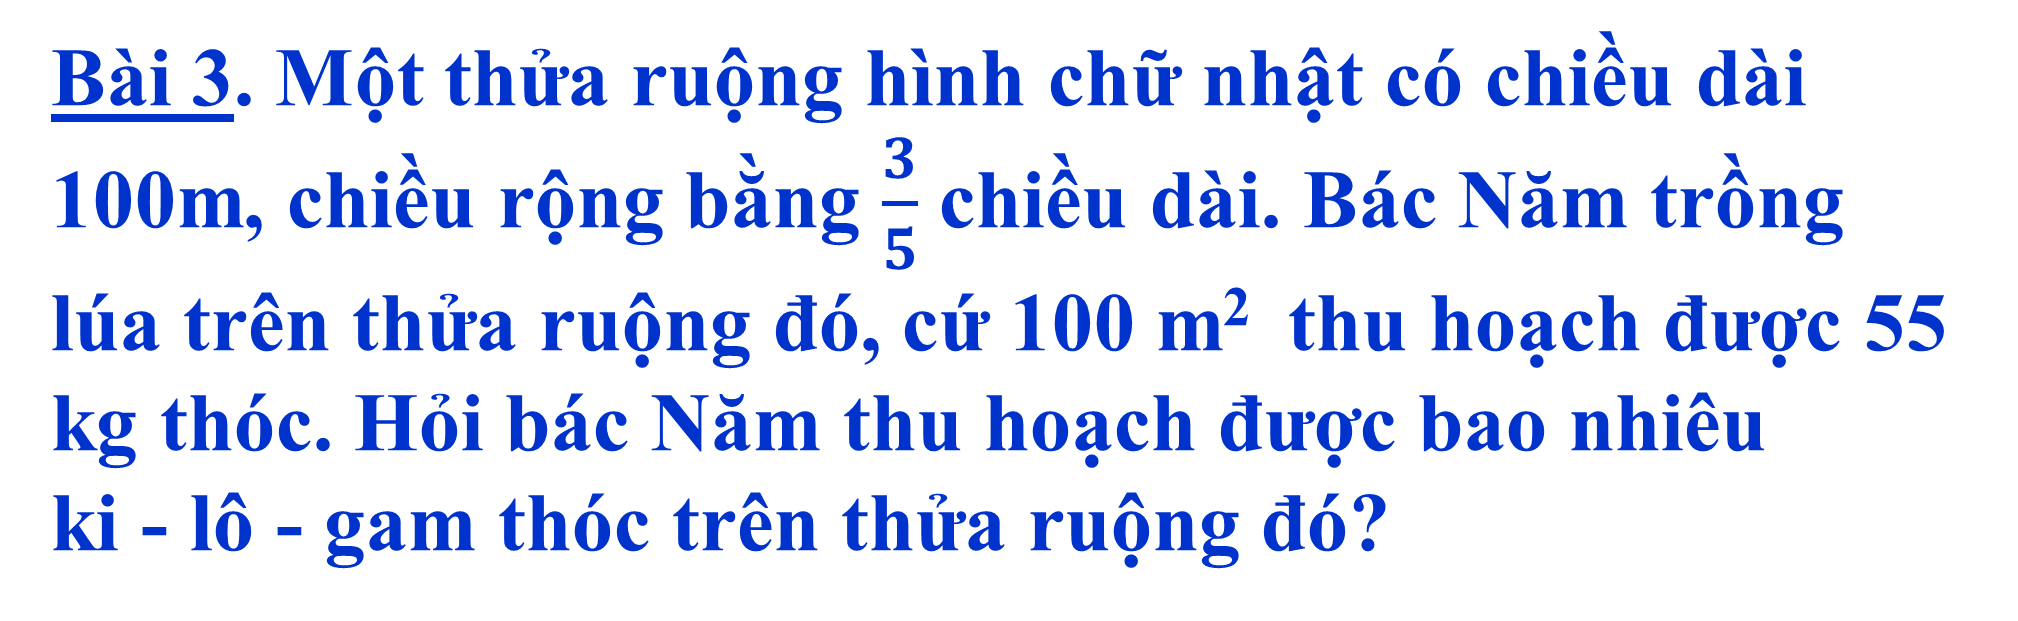 Bài 3. Một thửa ruộng hình chữ nhật có chiều dài
100m, chiều rộng bằng 3/5 chiều dài. Bác Năm trồng
lúa trên thửa ruộng đó, cứ 100 m² thu hoạch được 55
kg thóc. Hỏi bác Năm thu hoạch được bao nhiêu
ki - lô - gam thóc trên thửa ruộng đó?